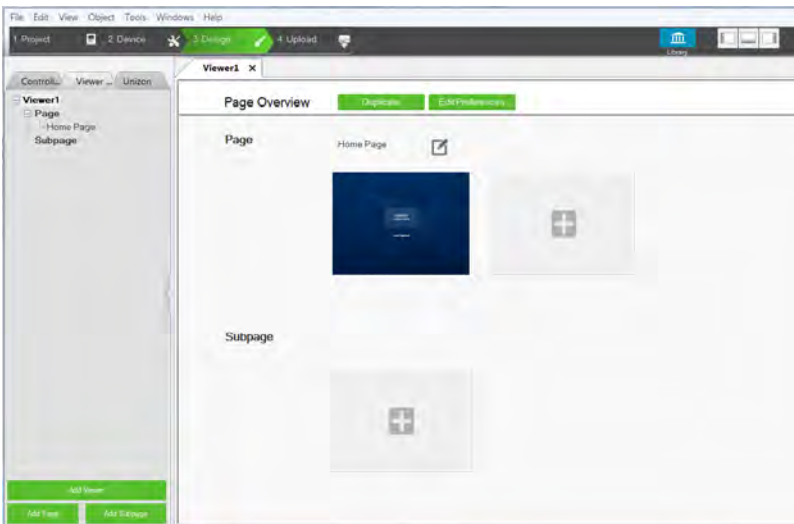 File Edit View Object Tools Windows Help
1 Project 2 Device 3 Design 4 Upload
Library
Controll... Viewer ... Unizon
Viewer1 X
Viewer1
Page
Home Page
Subpage
Page Overview Duplicate Edit Preferences
Page Home Page
Subpage
Add Viewer
Add Page Add Subpage